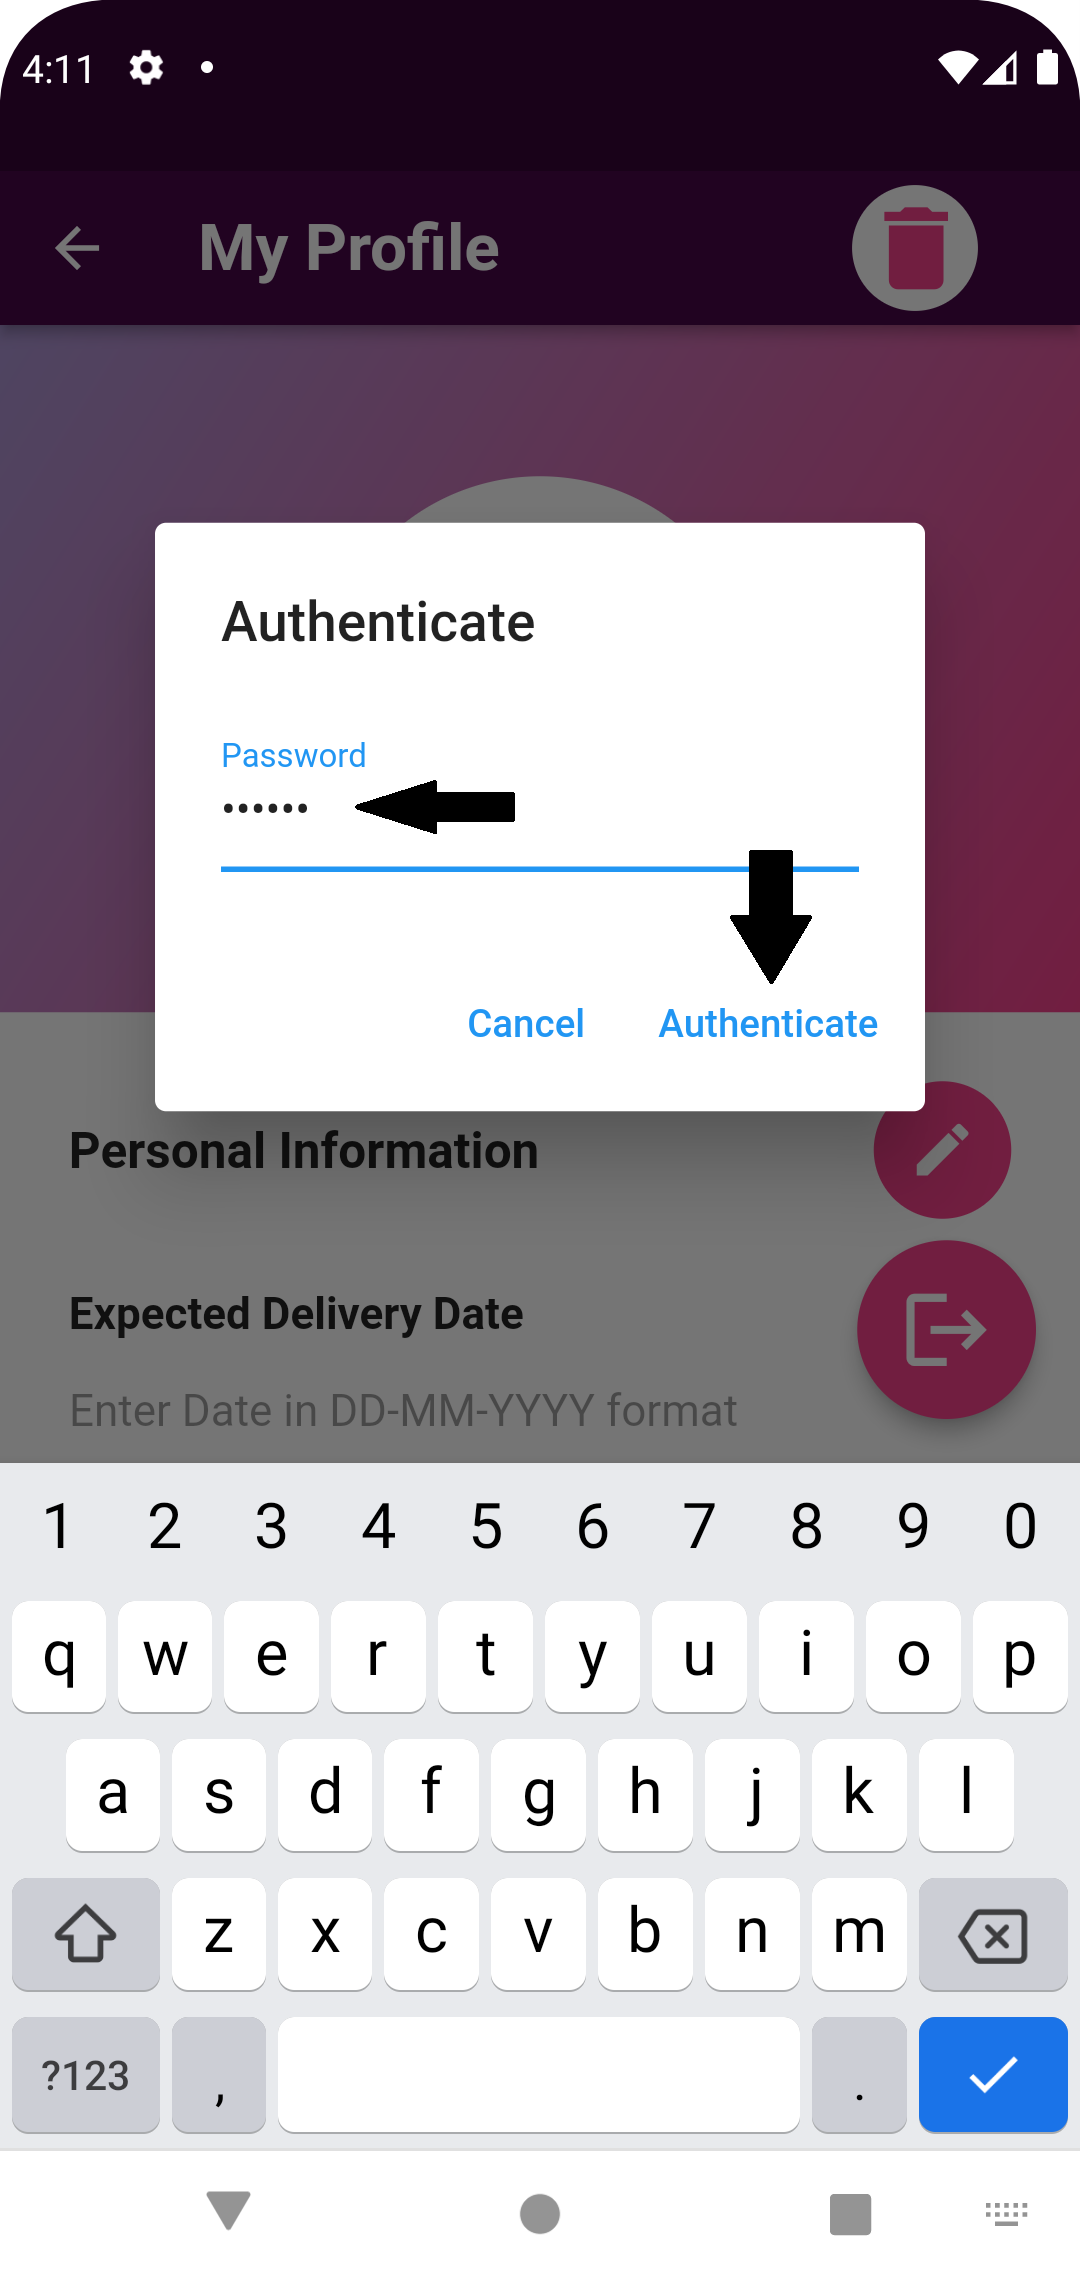 4:11
My Profile
Authenticate
Password
••••••
Cancel Authenticate
Personal Information
Expected Delivery Date
Enter Date in DD-MM-YYYY format
1 2 3 4 5 6 7 8 9 0
q w e r t y u i o p
a s d f g h j k l
z x c v b n m
?123 , .